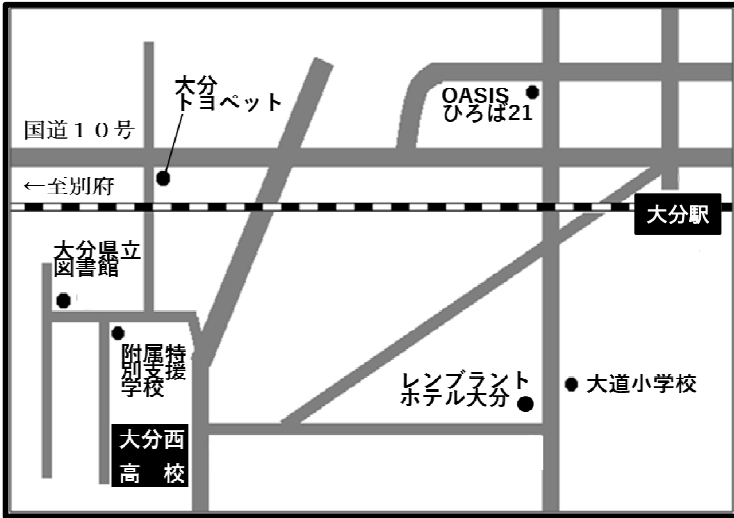 大分
トヨペット
OASIS
ひろば21
国道１０号
←至別府
大分駅
大分県立
図書館
附属特
別支援
学校
レンブラント
ホテル大分
大道小学校
大分西
高　校